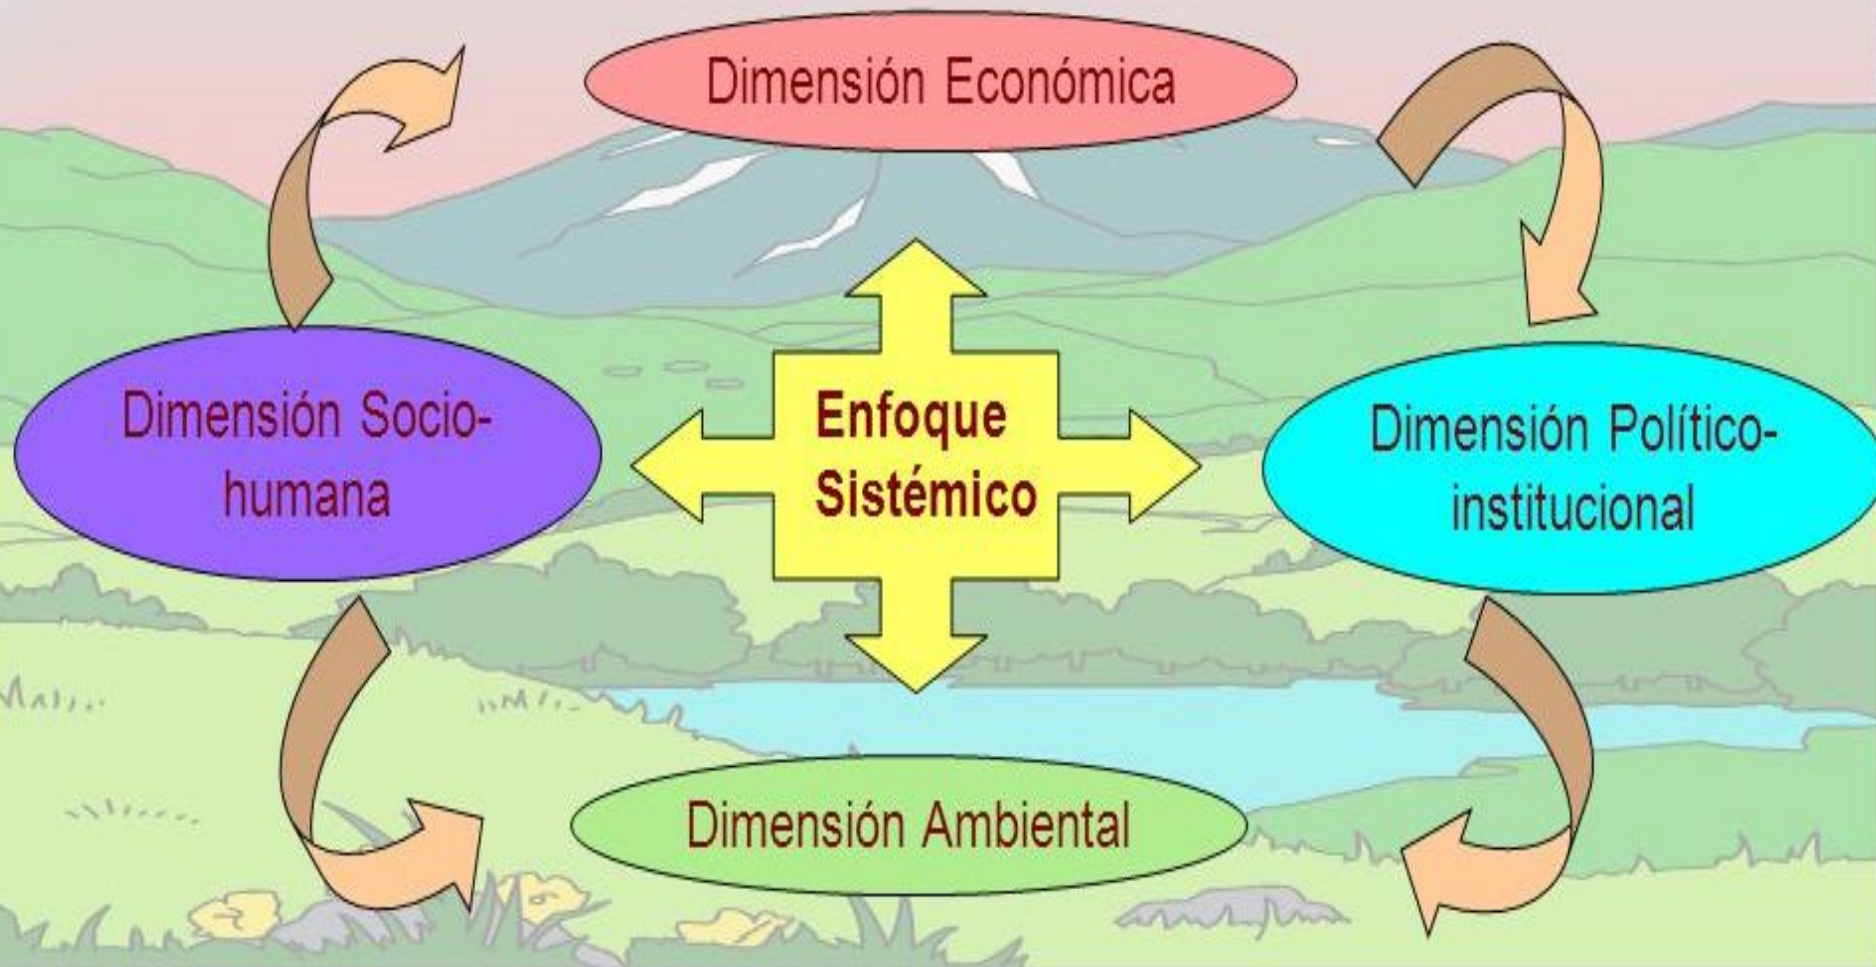 Dimensión Económica
Dimensión Socio-
humana
Enfoque
Sistémico
Dimensión Político-
institucional
Dimensión Ambiental